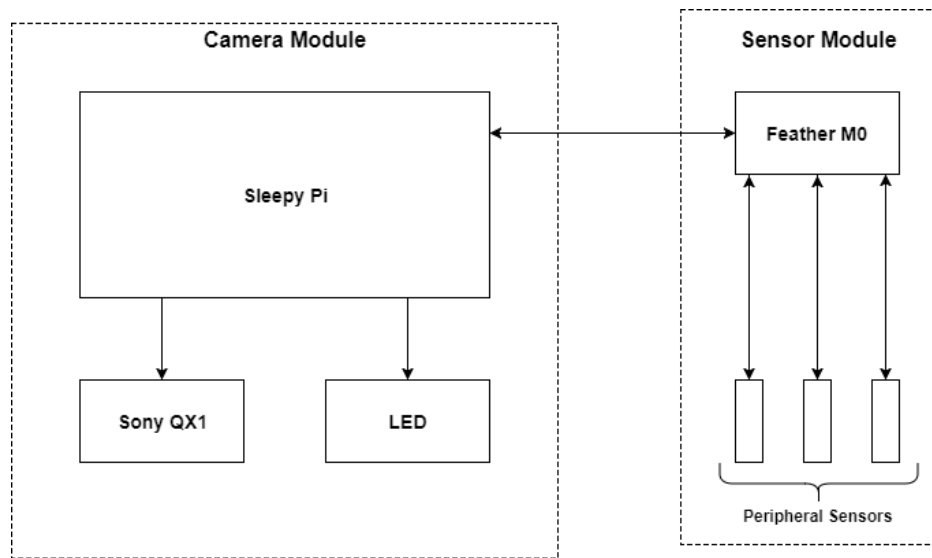 Camera Module
Sensor Module
Sleepy Pi
Feather M0
Sony QX1
LED
Peripheral Sensors